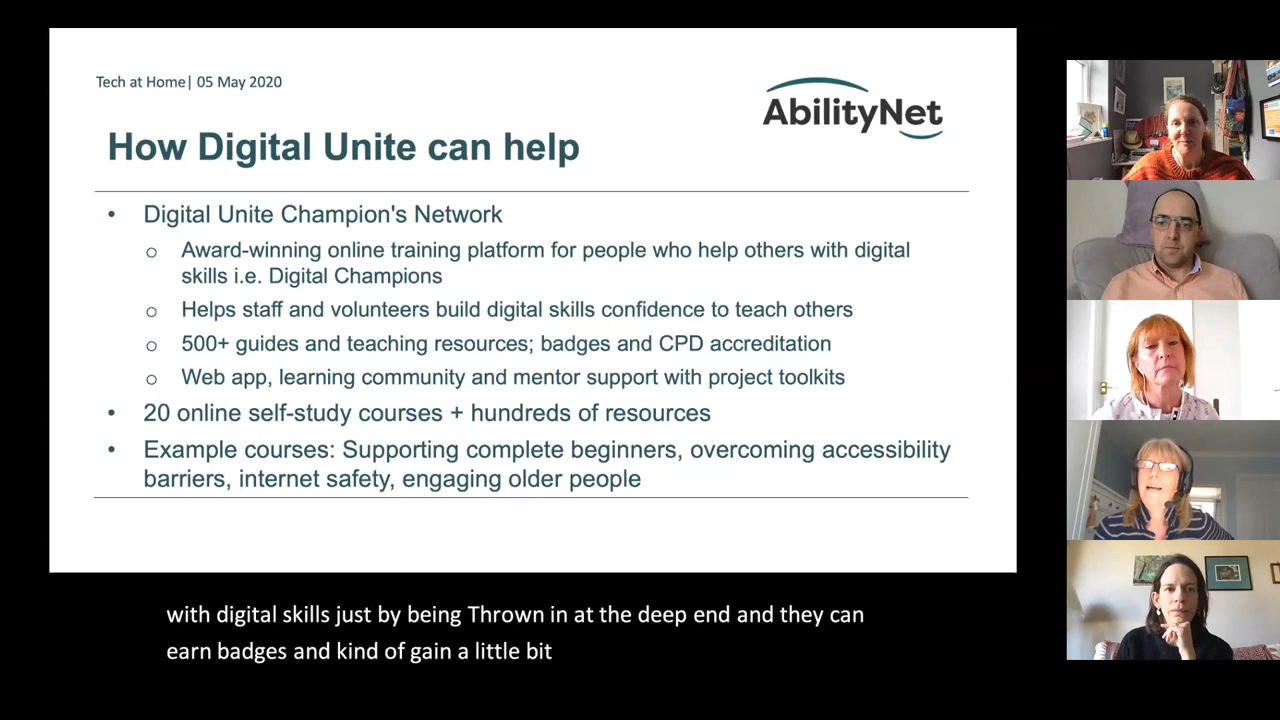 Tech at Home| 05 May 2020
AbilityNet
How Digital Unite can help
• Digital Unite Champion's Network
o Award-winning online training platform for people who help others with digital
skills i.e. Digital Champions
o Helps staff and volunteers build digital skills confidence to teach others
o 500+ guides and teaching resources; badges and CPD accreditation
o Web app, learning community and mentor support with project toolkits
• 20 online self-study courses + hundreds of resources
• Example courses: Supporting complete beginners, overcoming accessibility
barriers, internet safety, engaging older people
with digital skills just by being Thrown in at the deep end and they can
earn badges and kind of gain a little bit